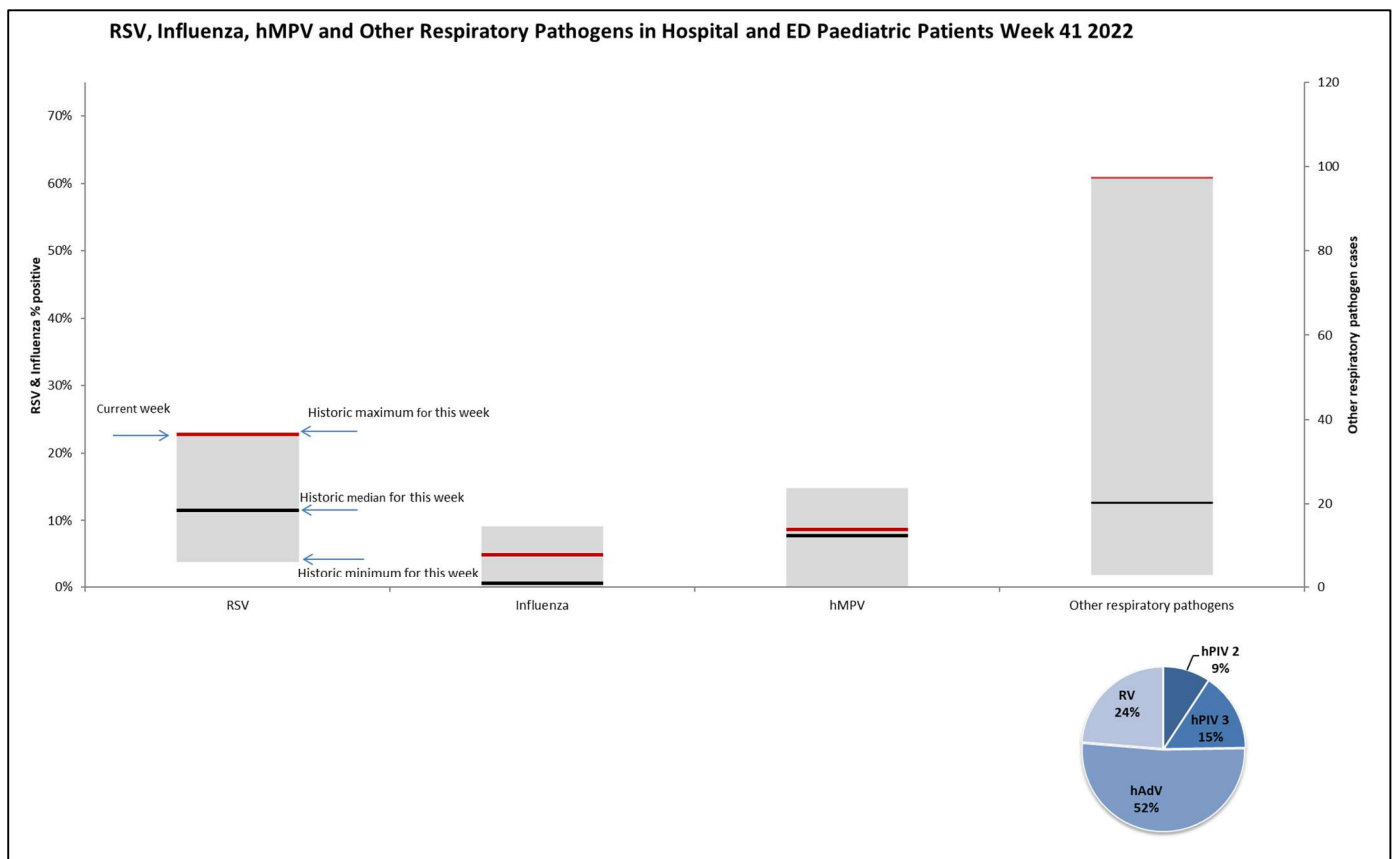 RSV, Influenza, hMPV and Other Respiratory Pathogens in Hospital and ED Paediatric Patients Week 41 2022
RSV & Influenza % positive
70%
60%
50%
40%
30%
20%
10%
0%
Current week
Historic maximum for this week
Historic median for this week
Historic minimum for this week
RSV
Influenza
hMPV
Other respiratory pathogens
120
100
80
60
40
20
0
Other respiratory pathogen cases
hPIV 2
9%
RV
24%
hPIV 3
15%
hAdV
52%